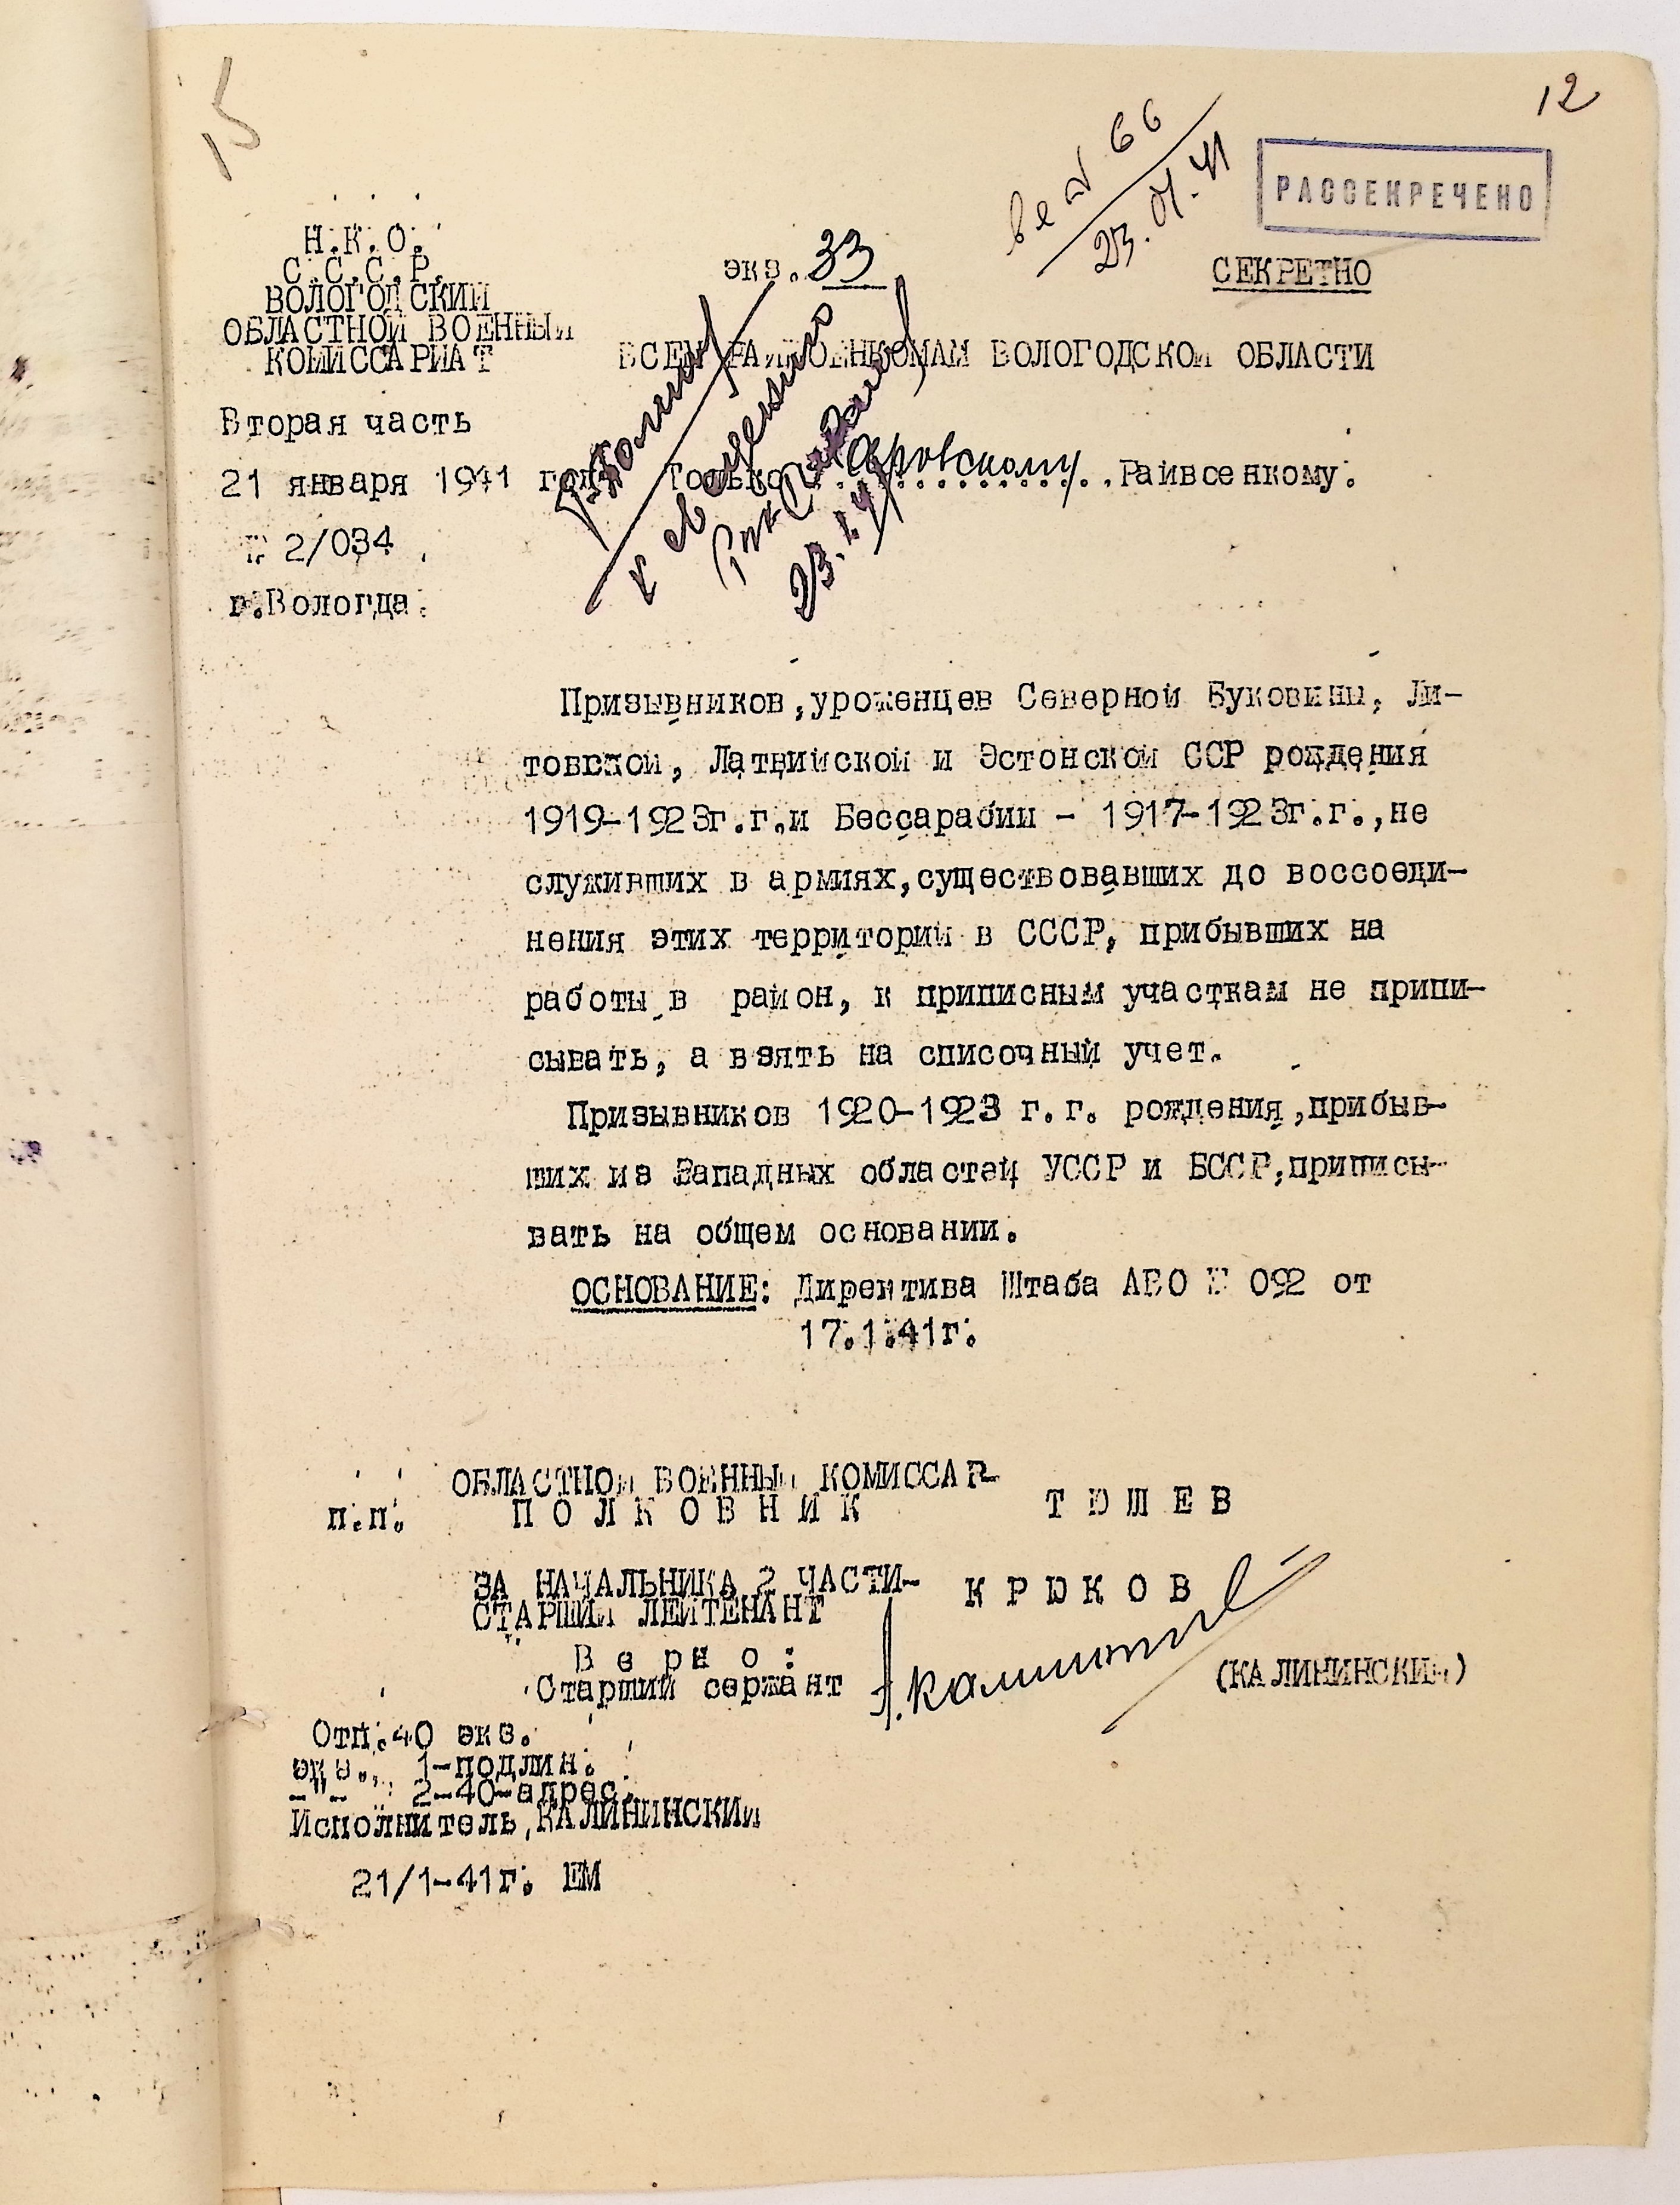 15
12
вх № 66
23.01.41
РАССЕКРЕЧЕНО
Н.К.О.
С.С.С.Р.
ВОЛОГОДСКИЙ
ОБЛАСТНОЙ ВОЕННЫЙ
КОМИССАРИАТ
экз. 33
СЕКРЕТНО
ВСЕМ РАЙВОЕНКОМАМ ВОЛОГОДСКОЙ ОБЛАСТИ
Вторая часть
21 января 1941 года
Только ..............Райвоенкому.
к сведению
23.1.41
№ 2/034
г.Вологда.
Призывников,уроженцев Северной Буковины, Ли-
товской, Латвийской и Эстонской ССР рождения
1919-1923г.г.и Бессарабии - 1917-1923г.г.,не
служивших в армиях,существовавших до воссоеди-
нения этих территории в СССР, прибывших на
работы в район, к приписным участкам не припи-
сывать, а взять на списочный учет.
Призывников 1920-1923 г.г. рождения,прибыв-
ших из Западных областей УССР и БССР,приписы-
вать на общем основании.
ОСНОВАНИЕ: Директива Штаба АВО № 092 от
17.1.41г.
ОБЛАСТНОЙ ВОЕННЫЙ КОМИССАР-
п.п. ПОЛКОВНИК ТЮШЕВ
ЗА НАЧАЛЬНИКА 2 ЧАСТИ-
СТАРШИЙ ЛЕЙТЕНАНТ КРЮКОВ
Верно:
Старший сержант (КАЛИНИНСКИЙ)
Отп.40 экз.
экз. 1-подлин.
-"- 2-40-адрес.
Исполнитель,КАЛИНИНСКИЙ
21/1-41г. ЕМ